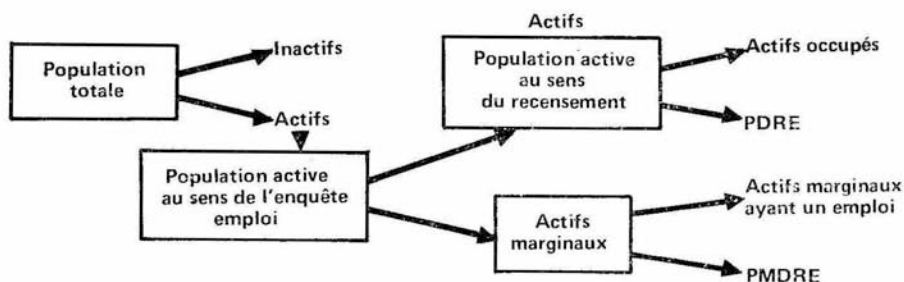 Actifs
Inactifs
Population
totale
Actifs
Population active
au sens
du recensement
Actifs occupés
PDRE
Population active
au sens de l'enquête
emploi
Actifs
marginaux
Actifs marginaux
ayant un emploi
PMDRE